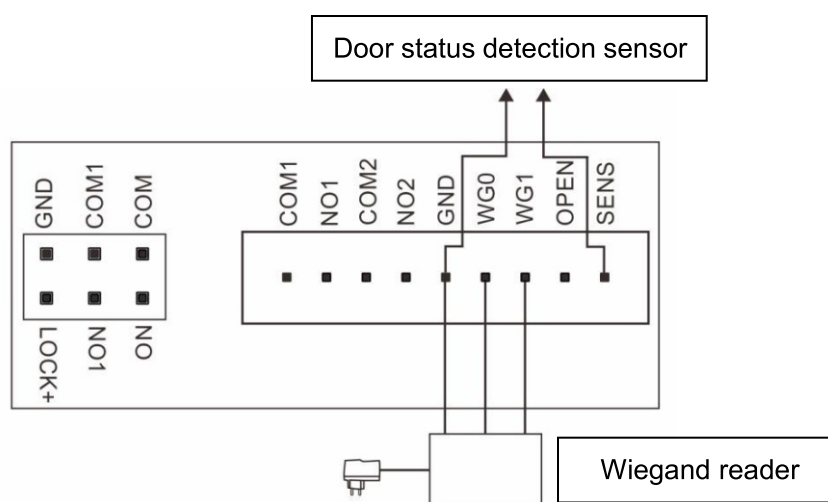 Door status detection sensor
GND
COM1
COM
LOCK+
NO1
NO
COM1
NO1
COM2
NO2
GND
WG0
WG1
OPEN
SENS
Wiegand reader